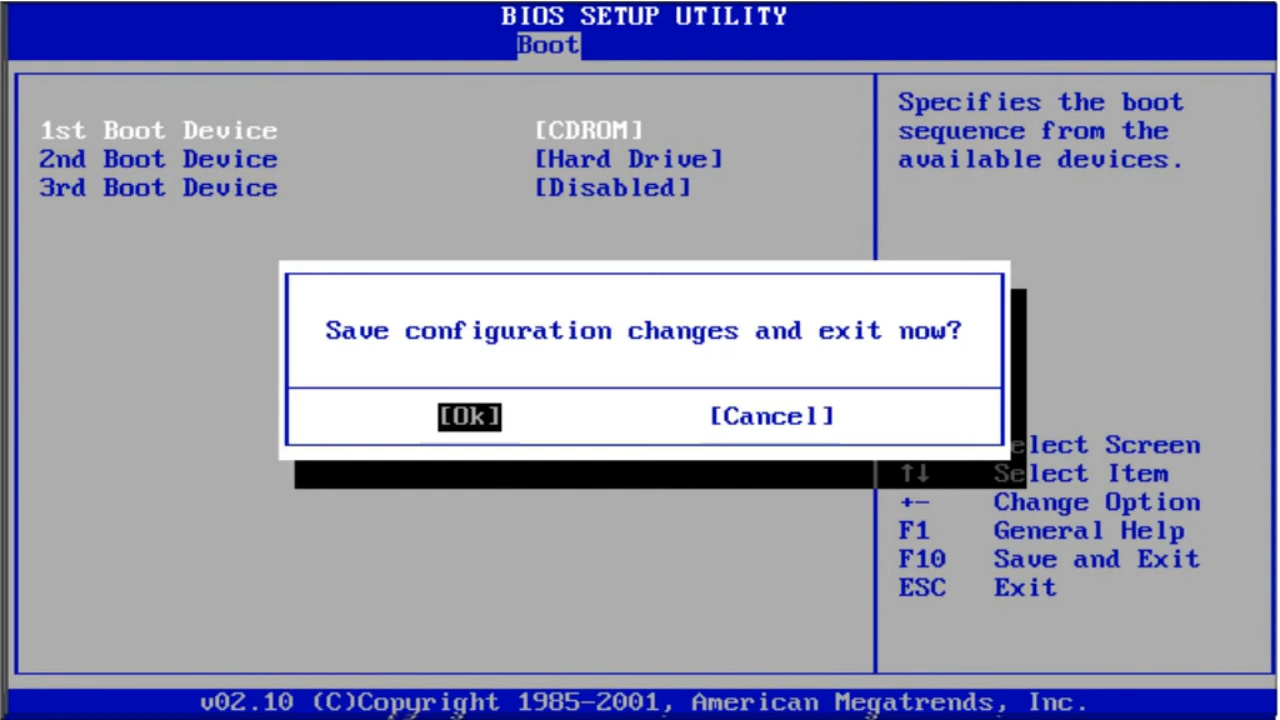 BIOS SETUP UTILITY
Boot
1st Boot Device [CDROM]
2nd Boot Device [Hard Drive]
3rd Boot Device [Disabled]
Specifies the boot
sequence from the
available devices.
Save configuration changes and exit now?
[Ok] [Cancel]
elect Screen
↑↓ Select Item
+- Change Option
F1 General Help
F10 Save and Exit
ESC Exit
v02.10 (C)Copyright 1985-2001, American Megatrends, Inc.